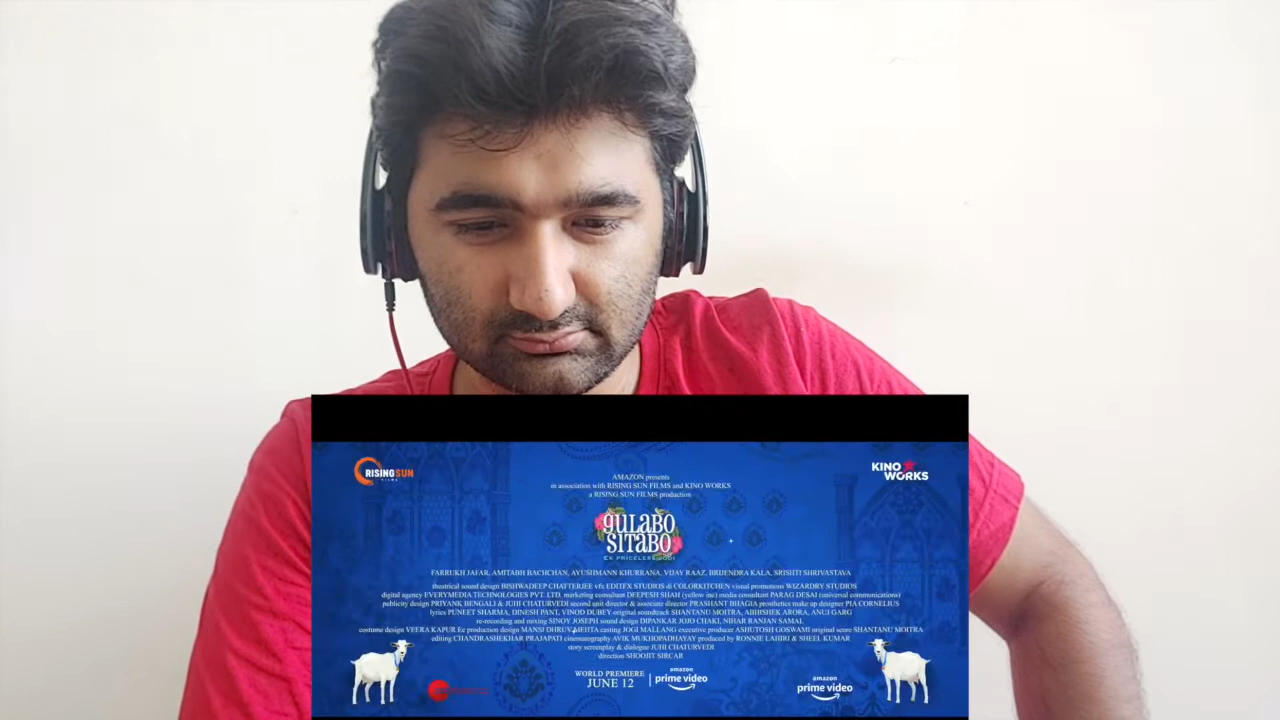 RISINGSUN
FILMS
KINO
WORKS
AMAZON presents
in association with RISING SUN FILMS and KINO WORKS
a RISING SUN FILMS production
gULABO
SITABO
FARRUKH JAFAR, AMITABH BACHCHAN, AYUSHMANN KHURRANA, VIJAY RAAZ, BRIJENDRA KALA, SRISHTI SHRIVASTAVA
theatrical sound design BISHWADEEP CHATTERJEE vfx EDITFX STUDIOS di COLORKITCHEN visual promotions WIZARDRY STUDIOS
digital agency EVERYMEDIA TECHNOLOGIES PVT. LTD. marketing consultant DEEPESH SHAH (yellow inc) media consultant PARAG DESAI (universal communications)
publicity design PRIYANK BENGALI & JUHI CHATURVEDI second unit director & associate director PRASHANT BHAGIA prosthetics make up designer PIA CORNELIUS
lyrics PUNEET SHARMA, DINESH PANT, VINOD DUBEY original soundtrack SHANTANU MOITRA, ABHISHEK ARORA, ANUJ GARG
re-recording and mixing SINOY JOSEPH sound design DIPANKAR JOJO CHAKI, NIHAR RANJAN SAMAL
costume design VEERA KAPUR Ee production design MANSI DHRUV MEHTA casting JOGI MALLANG executive producer ASHUTOSH GOSWAMI original score SHANTANU MOITRA
editing CHANDRASHEKHAR PRAJAPATI cinematography AVIK MUKHOPADHAYAY produced by RONNIE LAHIRI & SHEEL KUMAR
story screenplay & dialogue JUHI CHATURVEDI
direction SHOOJIT SIRCAR
WORLD PREMIERE
JUNE 12
amazon
prime video
amazon
prime video